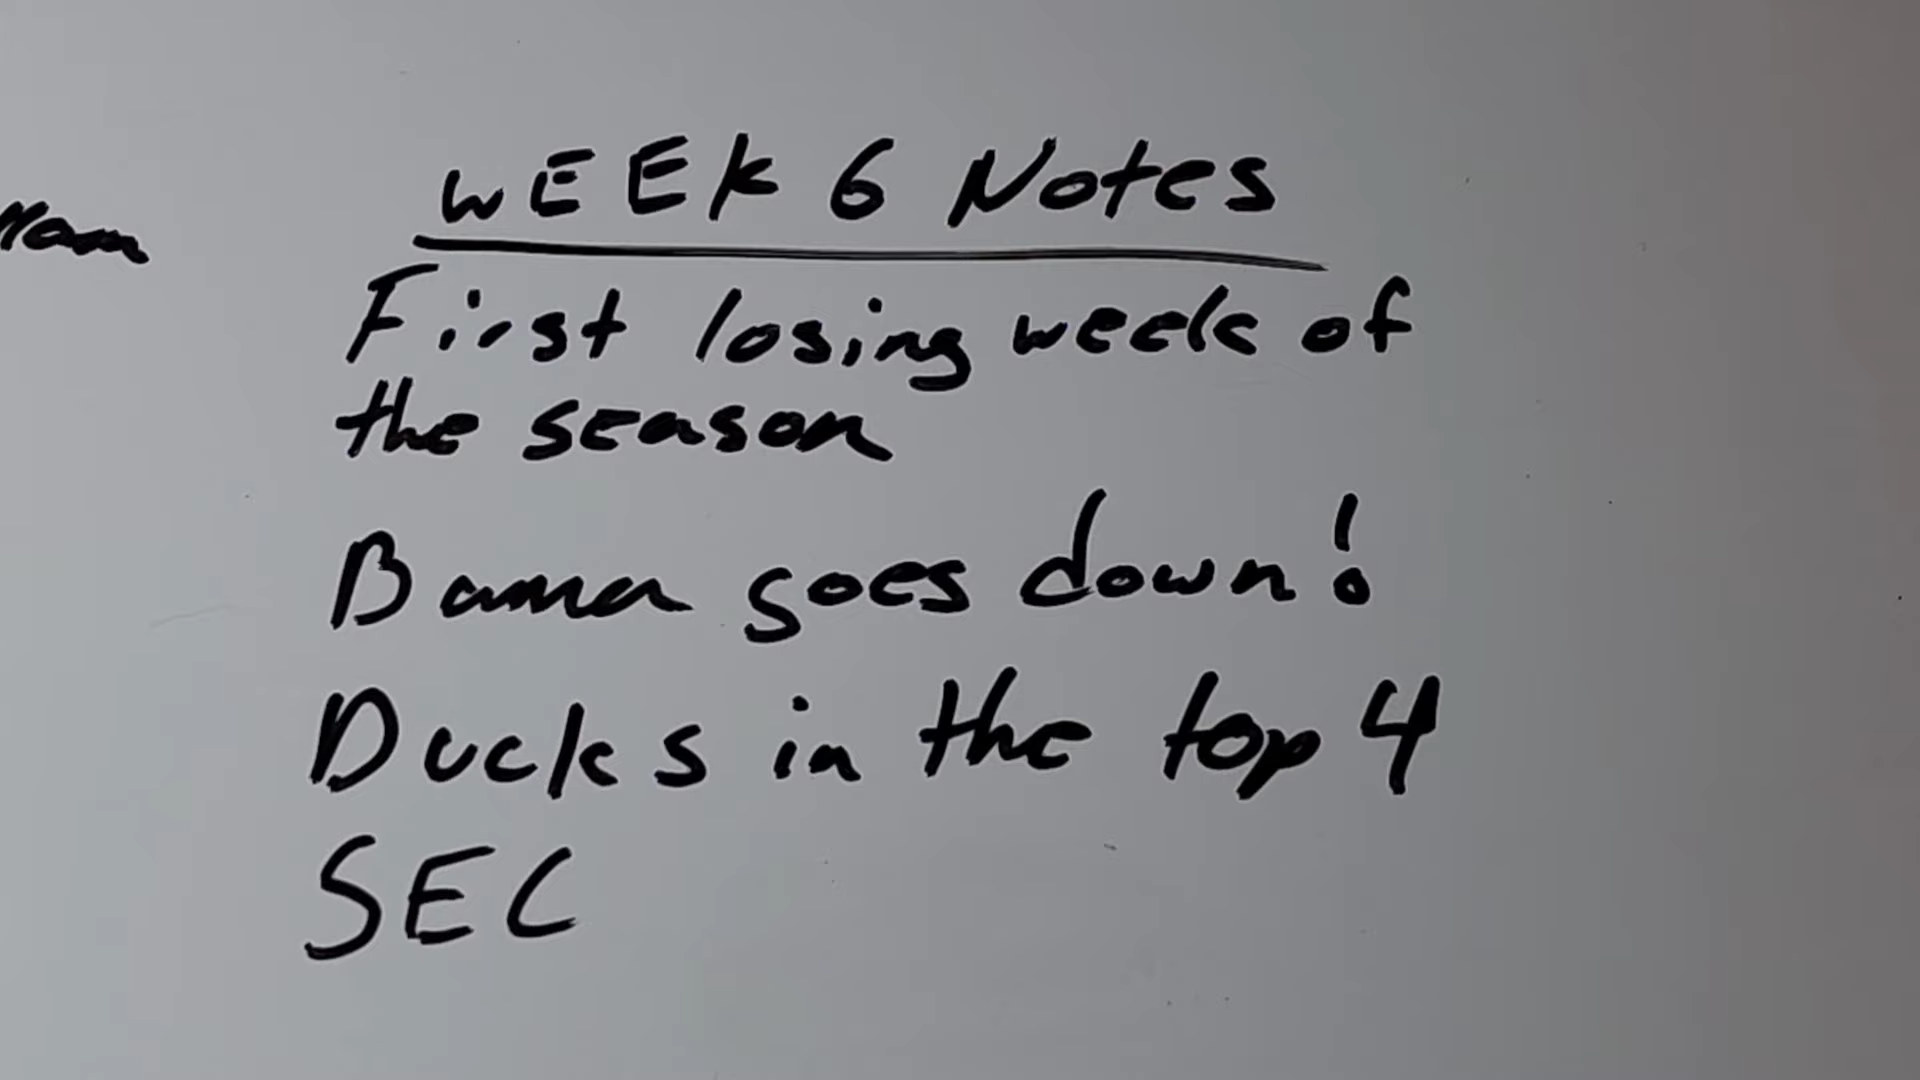 WEEK 6 Notes
First losing week of
the season
Bama goes down!
Ducks in the top 4
SEC